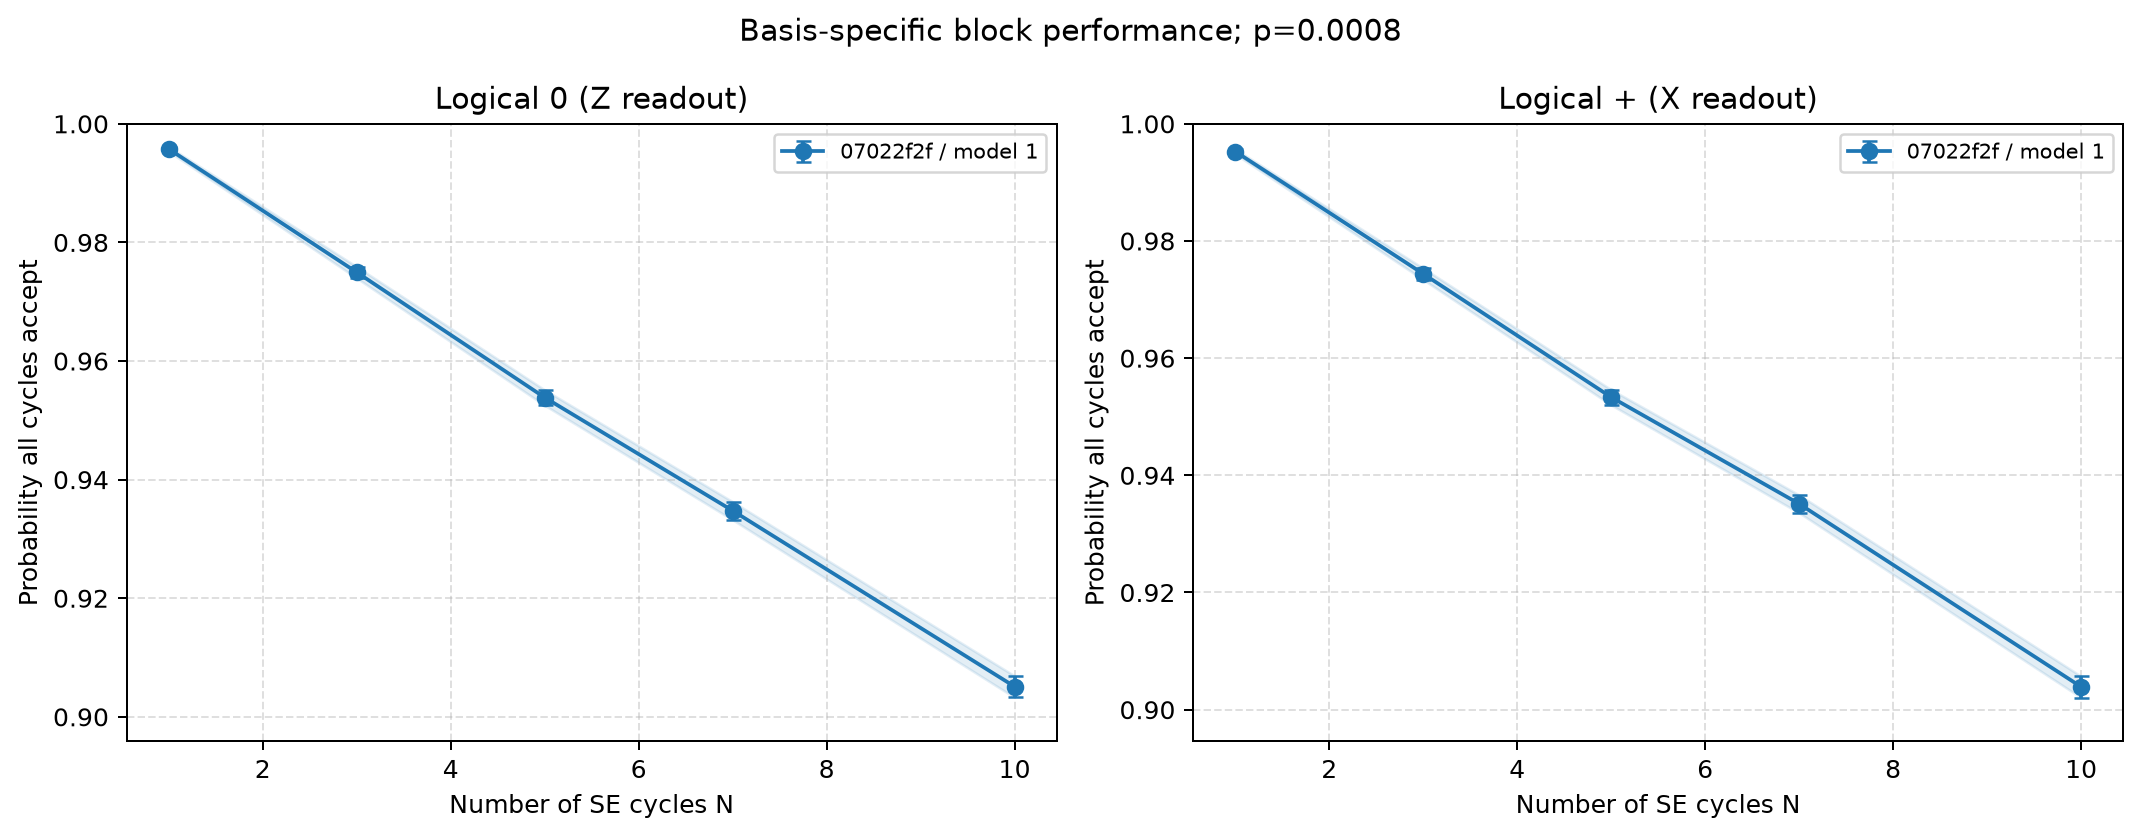 Basis-specific block performance; p=0.0008
Logical 0 (Z readout)
Probability all cycles accept
1.00
0.98
0.96
0.94
0.92
0.90
07022f2f / model 1
2
4
6
8
10
Number of SE cycles N
Logical + (X readout)
Probability all cycles accept
1.00
0.98
0.96
0.94
0.92
0.90
07022f2f / model 1
2
4
6
8
10
Number of SE cycles N